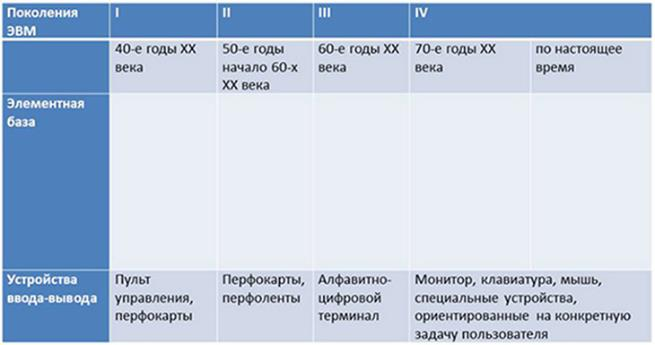 Поколения ЭВМ I II III IV
40-е годы XX века
50-е годы начало 60-х XX века
60-е годы XX века
70-е годы XX века
по настоящее время
Элементная база
Устройства ввода-вывода
Пульт управления, перфокарты
Перфокарты, перфоленты
Алфавитно-цифровой терминал
Монитор, клавиатура, мышь,
специальные устройства,
ориентированные на конкретную
задачу пользователя